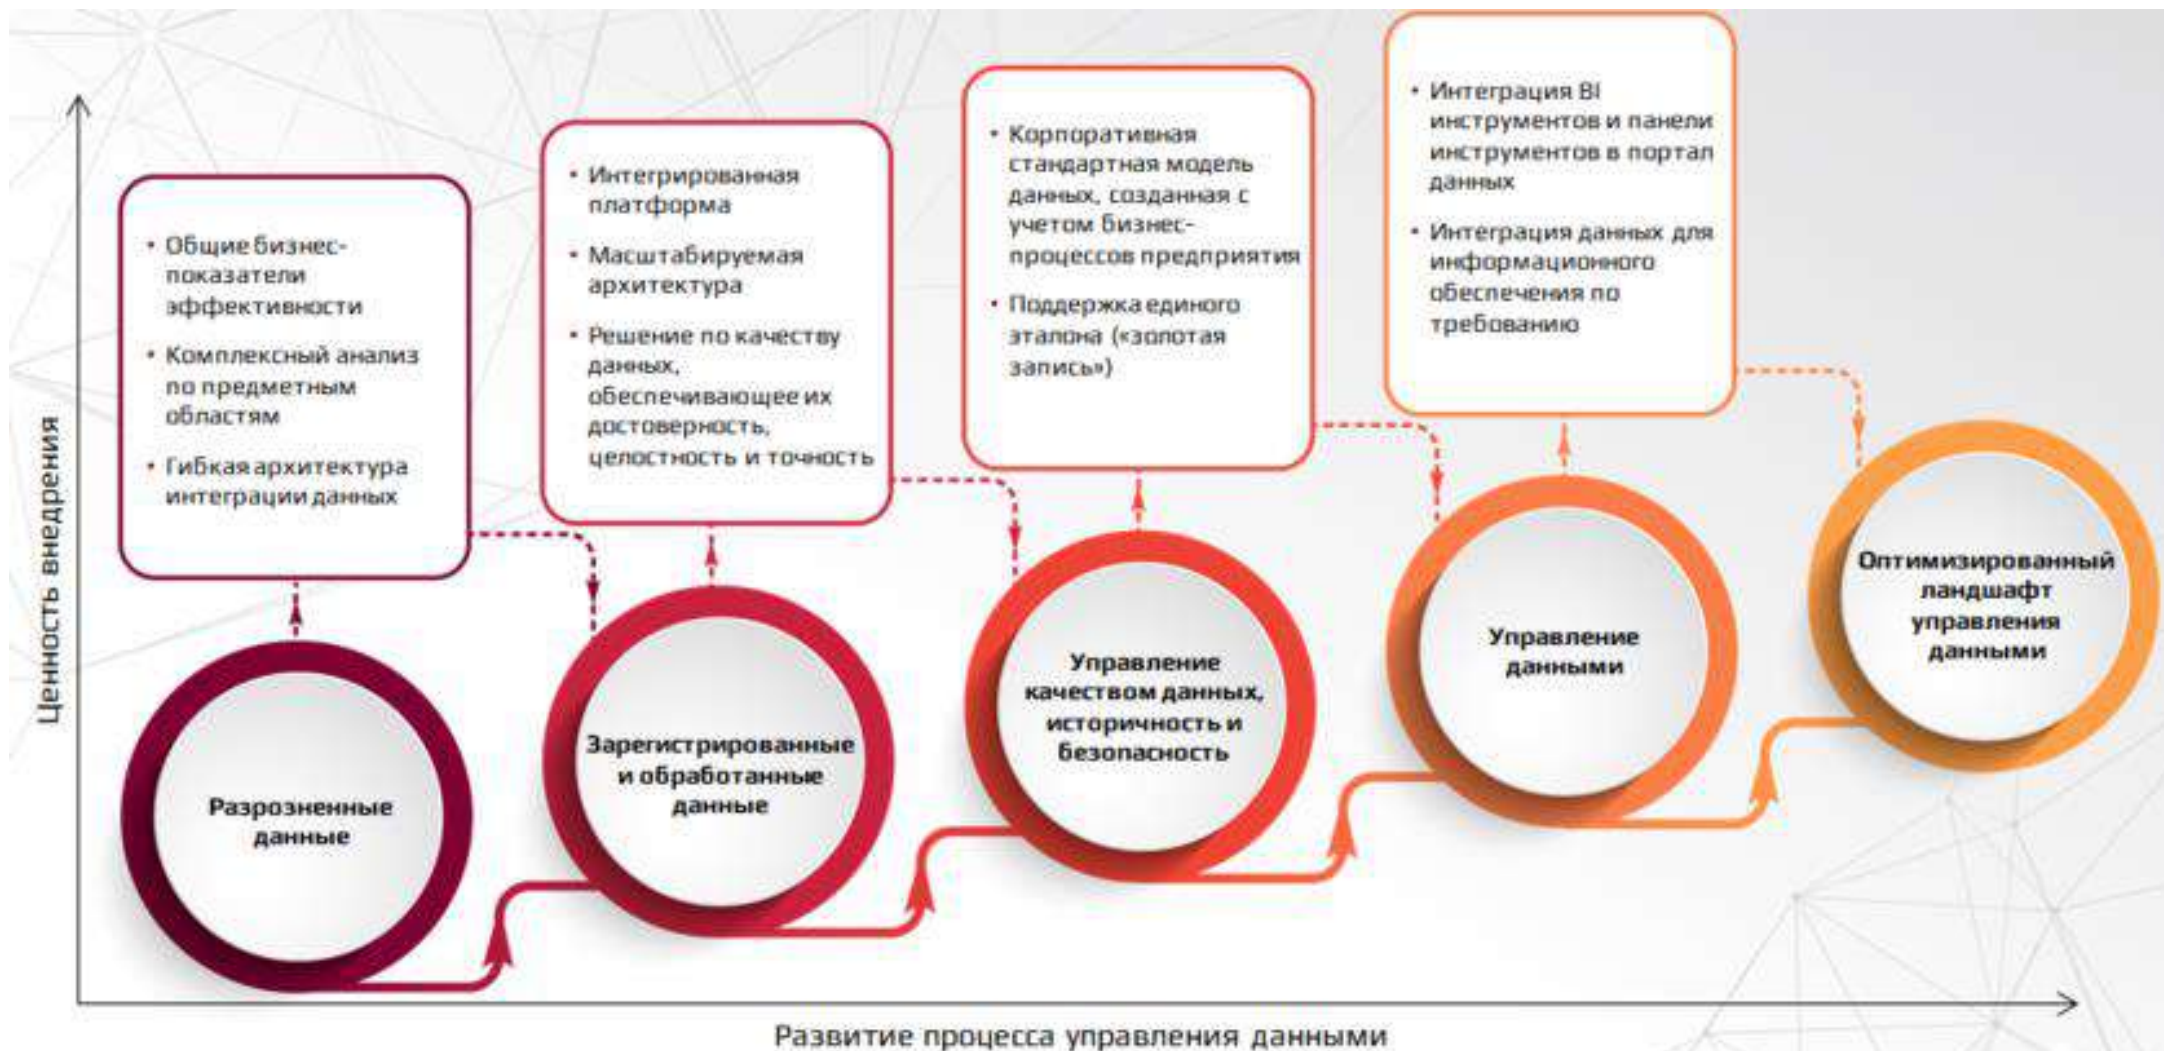 Ценность внедрения
• Общие бизнес-
показатели
эффективности
• Комплексный анализ
по предметным
областям
• Гибкая архитектура
интеграции данных
Разрозненные
данные
• Интегрированная
платформа
• Масштабируемая
архитектура
• Решение по качеству
данных,
обеспечивающее их
достоверность,
целостность и точность
Зарегистрированные
и обработанные
данные
• Корпоративная
стандартная модель
данных, созданная с
учетом бизнес-
процессов предприятия
• Поддержка единого
эталона («золотая
запись»)
Управление
качеством данных,
историчность и
безопасность
• Интеграция BI
инструментов и панели
инструментов в портал
данных
• Интеграция данных для
информационного
обеспечения по
требованию
Управление
данными
Оптимизированный
ландшафт
управления
данными
Развитие процесса управления данными